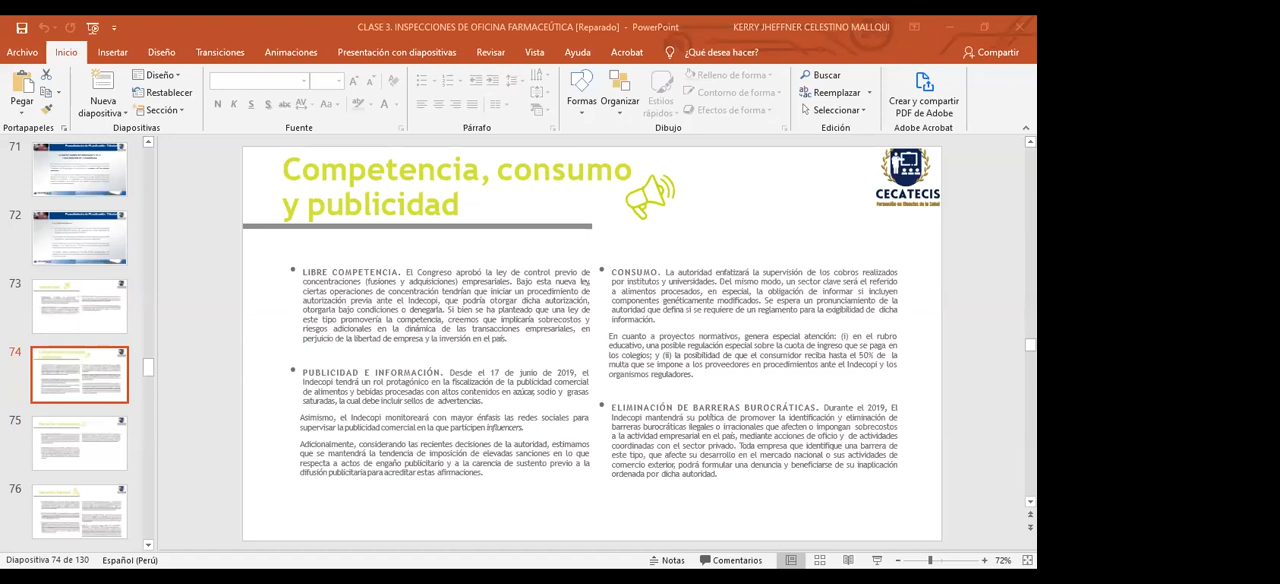 CLASE 3. INSPECCIONES DE OFICINA FARMACEÚTICA [Reparado] - PowerPoint
KERRY JHEFFNER CELESTINO MALLQUI
Archivo Inicio Insertar Diseño Transiciones Animaciones Presentación con diapositivas Revisar Vista Ayuda Acrobat ¿Qué desea hacer? Compartir
Pegar
Nueva diapositiva
Diseño
Restablecer
Sección
N K S S abc AV Aa A
Formas Organizar Estilos rápidos
Relleno de forma
Contorno de forma
Efectos de forma
Buscar
Reemplazar
Seleccionar
Crear y compartir PDF de Adobe
Portapapeles Diapositivas Fuente Párrafo Dibujo Edición Adobe Acrobat
71
72
73
74
75
76
Competencia, consumo
y publicidad
CECATECIS
Formación en Ciencias de la Salud
LIBRE COMPETENCIA. El Congreso aprobó la ley de control previo de
concentraciones (fusiones y adquisiciones) empresariales. Bajo esta nueva ley,
ciertas operaciones de concentración tendrían que iniciar un procedimiento de
autorización previa ante el Indecopi, que podría otorgar dicha autorización,
otorgarla bajo condiciones o denegarla. Si bien se ha planteado que una ley de
este tipo promovería la competencia, creemos que implicaría sobrecostos y
riesgos adicionales en la dinámica de las transacciones empresariales, en
perjuicio de la libertad de empresa y la inversión en el país.
PUBLICIDAD E INFORMACIÓN. Desde el 17 de junio de 2019, el
Indecopi tendrá un rol protagónico en la fiscalización de la publicidad comercial
de alimentos y bebidas procesadas con altos contenidos en azúcar, sodio y grasas
saturadas, la cual debe incluir sellos de advertencias.
Asimismo, el Indecopi monitoreará con mayor énfasis las redes sociales para
supervisar la publicidad comercial en la que participen influencers.
Adicionalmente, considerando las recientes decisiones de la autoridad, estimamos
que se mantendrá la tendencia de imposición de elevadas sanciones en lo que
respecta a actos de engaño publicitario y a la carencia de sustento previo a la
difusión publicitaria para acreditar estas afirmaciones.
CONSUMO. La autoridad enfatizará la supervisión de los cobros realizados
por institutos y universidades. Del mismo modo, un sector clave será el referido
a alimentos procesados, en especial, la obligación de informar si incluyen
componentes genéticamente modificados. Se espera un pronunciamiento de la
autoridad que defina si se requiere de un reglamento para la exigibilidad de dicha
información.
En cuanto a proyectos normativos, genera especial atención: (i) en el rubro
educativo, una posible regulación especial sobre la cuota de ingreso que se paga en
los colegios; y (ii) la posibilidad de que el consumidor reciba hasta el 50% de la
multa que se impone a los proveedores en procedimientos ante el Indecopi y los
organismos reguladores.
ELIMINACIÓN DE BARRERAS BUROCRÁTICAS. Durante el 2019, El
Indecopi mantendrá su política de promover la identificación y eliminación de
barreras burocráticas ilegales o irracionales que afecten o impongan sobrecostos
a la actividad empresarial en el país, mediante acciones de oficio y de actividades
coordinadas con el sector privado. Toda empresa que identifique una barrera de
este tipo, que afecte su desarrollo en el mercado nacional o sus actividades de
comercio exterior, podrá formular una denuncia y beneficiarse de su inaplicación
ordenada por dicha autoridad.
Diapositiva 74 de 130 Español (Perú) Notas Comentarios 72%